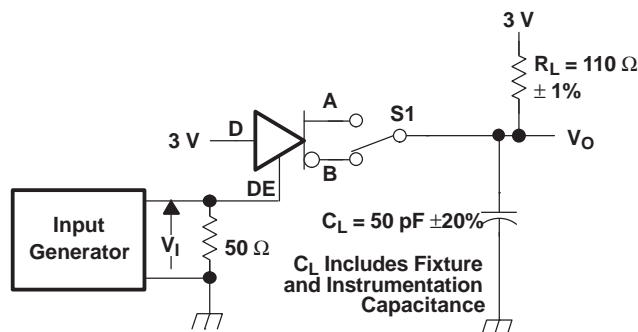 3 V
R_L = 110 Ω
± 1%
A
S1
3 V
D
V_O
B
DE
Input
Generator
V_I
50 Ω
C_L = 50 pF ±20%
C_L Includes Fixture
and Instrumentation
Capacitance